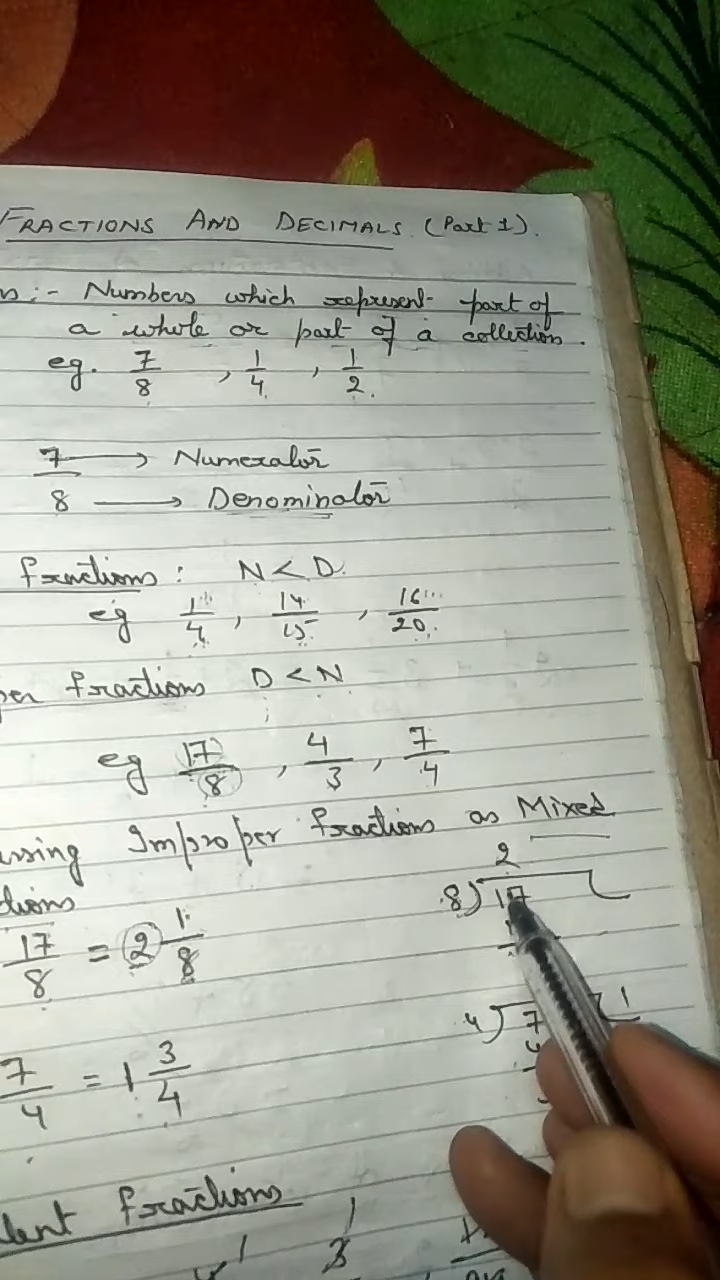 FRACTIONS AND DECIMALS. (Part 1).
:- Numbers which represent part of
a whole or part of a collection.
eg. 7/8, 1/4, 1/2.
7 → Numerator
8 → Denominator
fractions: N < D.
eg 1/4, 14/15, 16/20
per fractions D < N
eg 17/8, 4/3, 7/4
Improper fractions as Mixed
17/8 = 2 1/8
2
8) 17
7/4 = 1 3/4
4) 7 1
fractions